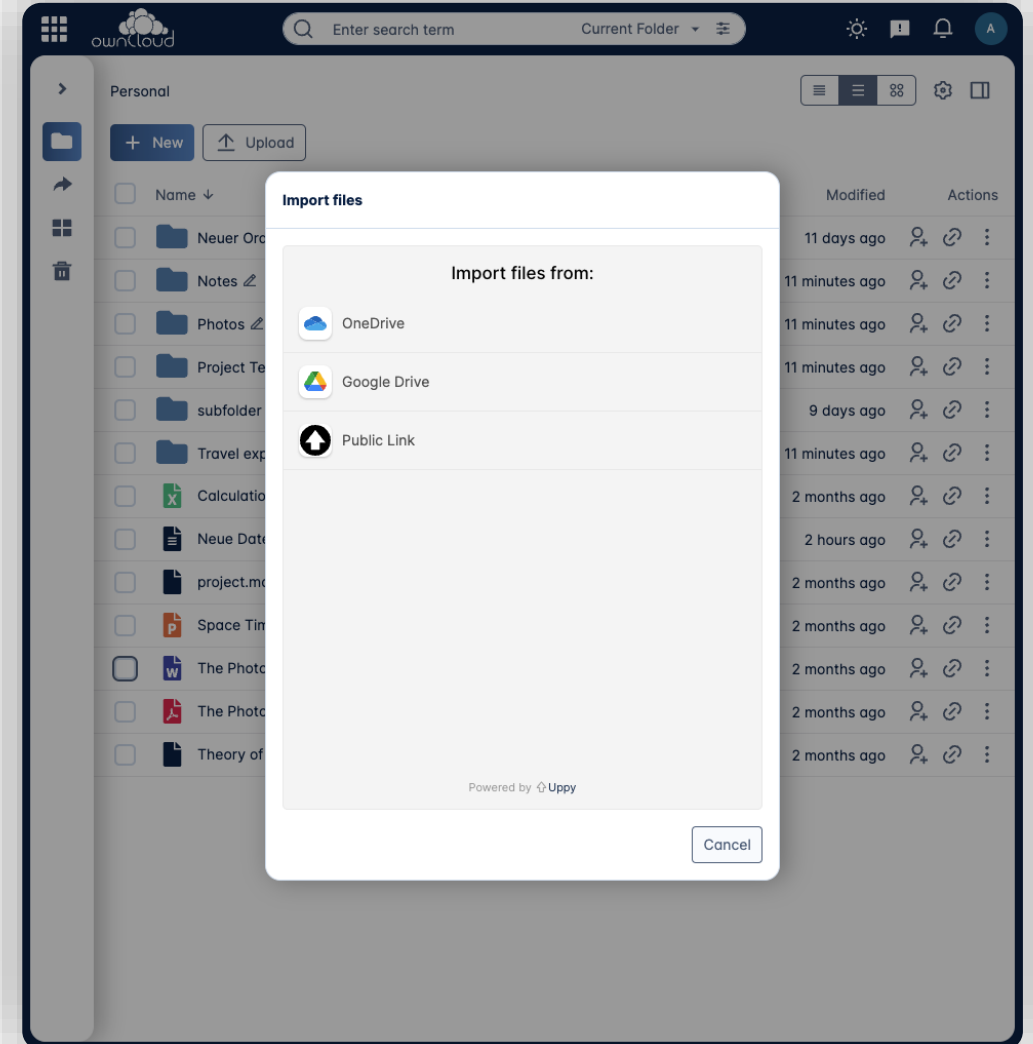 ownCloud
Enter search term
Current Folder
A
Personal
New
Upload
Name
Modified
Actions
Import files
Import files from:
OneDrive
Google Drive
Public Link
Powered by Uppy
Cancel
Neuer Ord
11 days ago
Notes
11 minutes ago
Photos
11 minutes ago
Project Te
11 minutes ago
subfolder
9 days ago
Travel exp
11 minutes ago
X
Calculatio
2 months ago
Neue Date
2 hours ago
project.md
2 months ago
P
Space Tim
2 months ago
W
The Photo
2 months ago
The Photo
2 months ago
Theory of
2 months ago